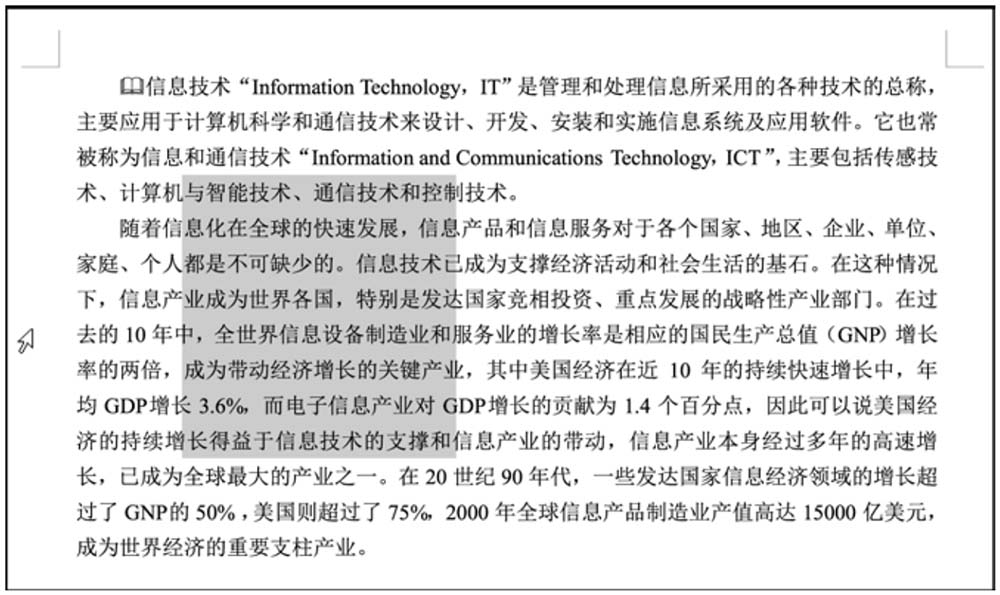 信息技术“Information Technology，IT”是管理和处理信息所采用的各种技术的总称，
主要应用于计算机科学和通信技术来设计、开发、安装和实施信息系统及应用软件。它也常
被称为信息和通信技术“Information and Communications Technology，ICT”，主要包括传感技
术、计算机与智能技术、通信技术和控制技术。
随着信息化在全球的快速发展，信息产品和信息服务对于各个国家、地区、企业、单位、
家庭、个人都是不可缺少的。信息技术已成为支撑经济活动和社会生活的基石。在这种情况
下，信息产业成为世界各国，特别是发达国家竞相投资、重点发展的战略性产业部门。在过
去的 10 年中，全世界信息设备制造业和服务业的增长率是相应的国民生产总值（GNP）增长
率的两倍，成为带动经济增长的关键产业，其中美国经济在近 10 年的持续快速增长中，年
均 GDP增长 3.6%，而电子信息产业对 GDP增长的贡献为 1.4 个百分点，因此可以说美国经
济的持续增长得益于信息技术的支撑和信息产业的带动，信息产业本身经过多年的高速增
长，已成为全球最大的产业之一。在 20 世纪 90 年代，一些发达国家信息经济领域的增长超
过了 GNP的 50%，美国则超过了 75%，2000 年全球信息产品制造业产值高达 15000 亿美元，
成为世界经济的重要支柱产业。